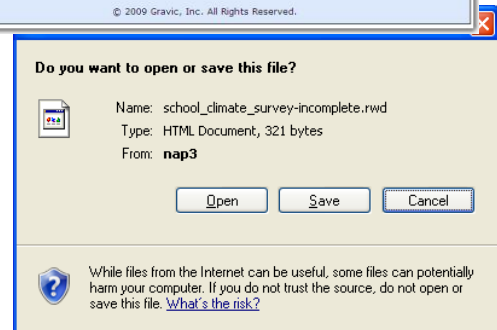 © 2009 Gravic, Inc. All Rights Reserved.
Do you want to open or save this file?
Name: school_climate_survey-incomplete.rwd
Type: HTML Document, 321 bytes
From: nap3
Open Save Cancel
While files from the Internet can be useful, some files can potentially
harm your computer. If you do not trust the source, do not open or
save this file. What's the risk?